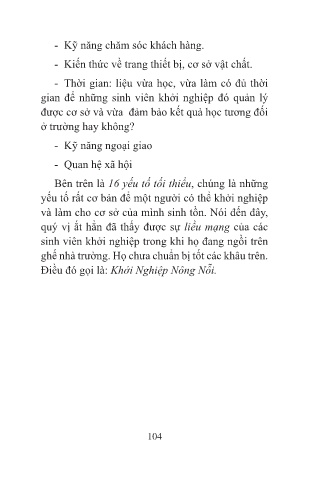 - Kỹ năng chăm sóc khách hàng.
- Kiến thức về trang thiết bị, cơ sở vật chất.
- Thời gian: liệu vừa học, vừa làm có đủ thời
gian để những sinh viên khởi nghiệp đó quản lý
được cơ sở và vừa đảm bảo kết quả học tương đối
ở trường hay không?
- Kỹ năng ngoại giao
- Quan hệ xã hội
Bên trên là 16 yếu tố tối thiểu, chúng là những
yếu tố rất cơ bản để một người có thể khởi nghiệp
và làm cho cơ sở của mình sinh tồn. Nói đến đây,
quý vị ắt hẳn đã thấy được sự liều mạng của các
sinh viên khởi nghiệp trong khi họ đang ngồi trên
ghế nhà trường. Họ chưa chuẩn bị tốt các khâu trên.
Điều đó gọi là: Khởi Nghiệp Nông Nỗi.
104